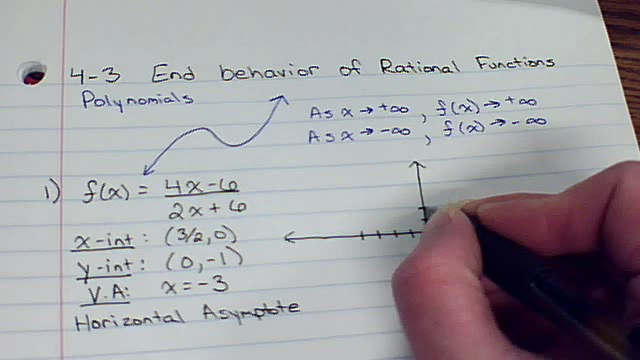 4-3 End behavior of Rational Functions
Polynomials
As x → +∞, f(x) → +∞
As x → -∞, f(x) → -∞
1) f(x) = 4x-6
2x+6
x-int: (3/2, 0)
y-int: (0, -1)
V.A: x = -3
Horizontal Asymptote